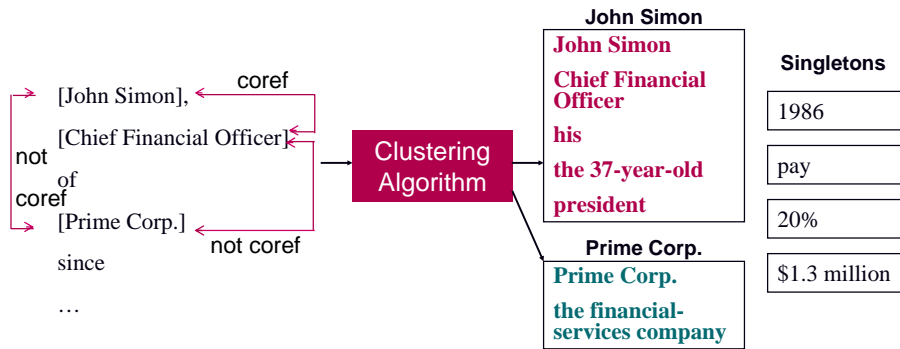 coref
[John Simon],
[Chief Financial Officer]
not
coref
of
[Prime Corp.]
not coref
since
…
Clustering
Algorithm
John Simon
John Simon
Chief Financial
Officer
his
the 37-year-old
president
Prime Corp.
Prime Corp.
the financial-
services company
Singletons
1986
pay
20%
$1.3 million